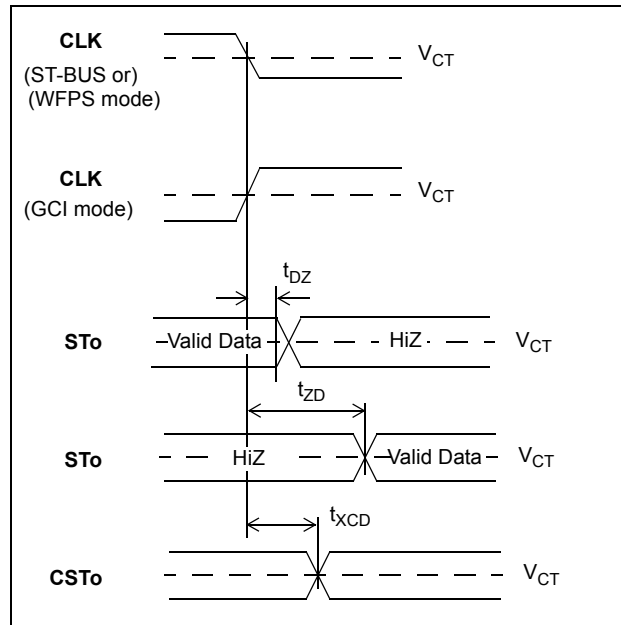 CLK
(ST-BUS or)
(WFPS mode)
V_CT
CLK
(GCI mode)
V_CT
t_DZ
STo
Valid Data
HiZ
V_CT
t_ZD
STo
HiZ
Valid Data
V_CT
t_XCD
CSTo
V_CT